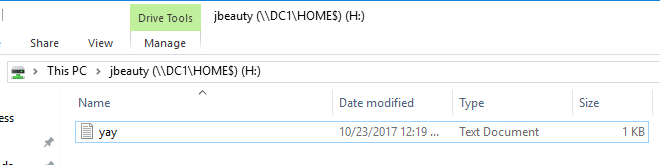 Drive Tools
jbeauty (\\DC1\HOME$) (H:)
Share
View
Manage
This PC
jbeauty (\\DC1\HOME$) (H:)
Name
Date modified
Type
Size
ess
yay
10/23/2017 12:19 ...
Text Document
1 KB